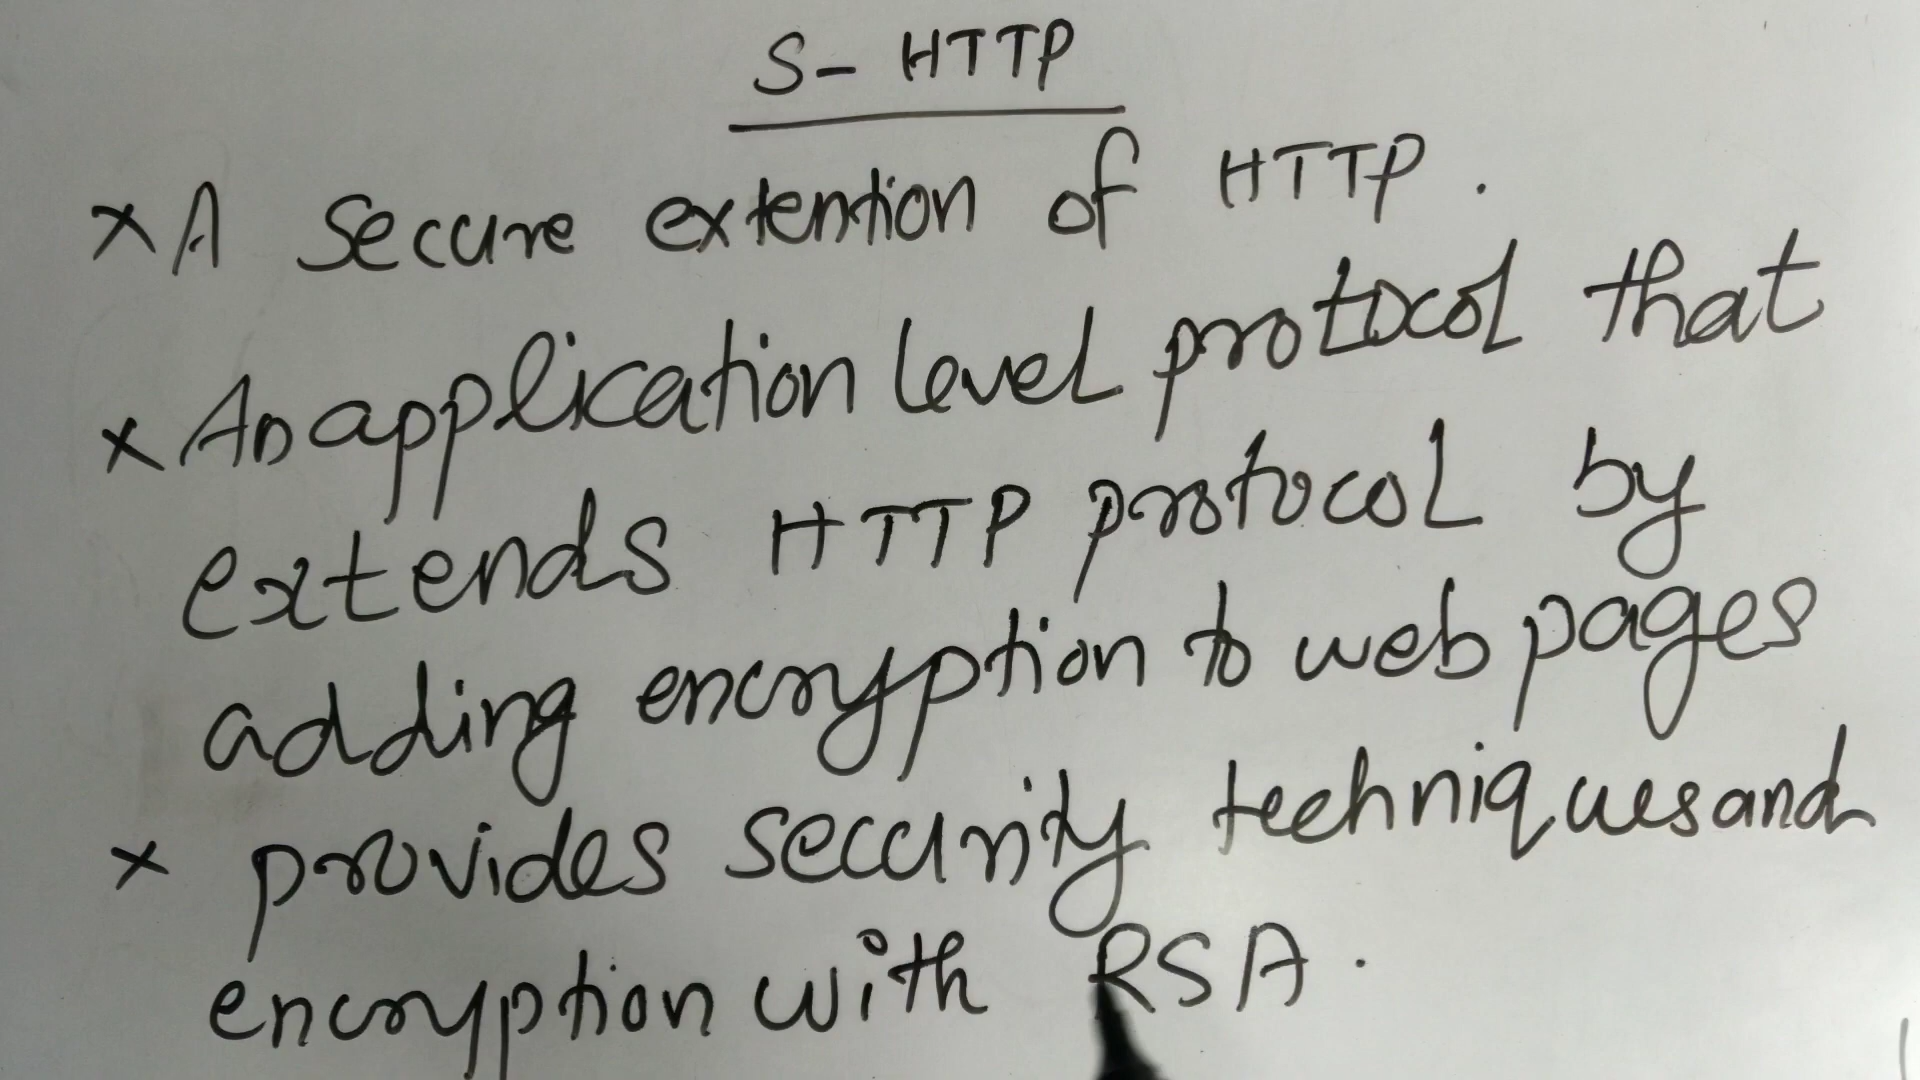 S- HTTP
x A Secure extention of HTTP.
x An application level protocol that
extends HTTP protocol by
adding encryption to web pages
x provides security techniques and
encryption with RSA.